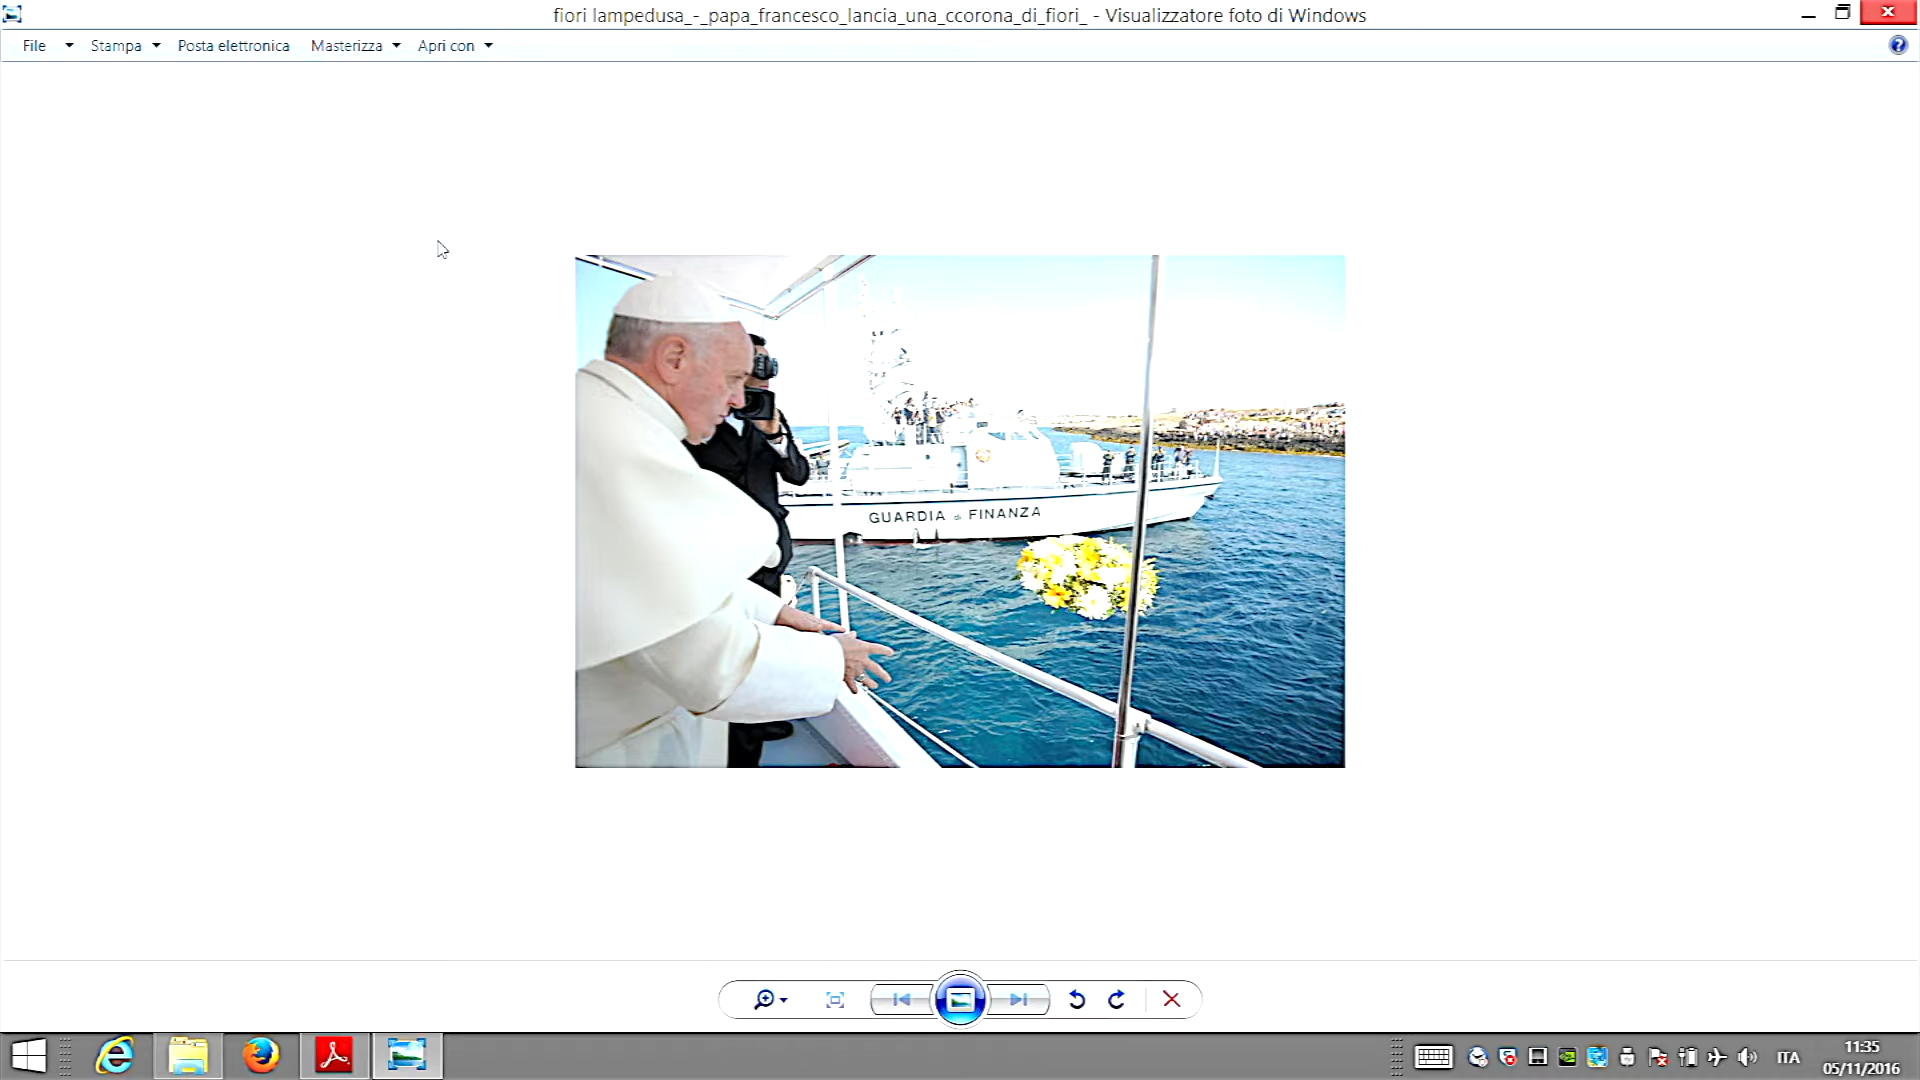 fiori lampedusa_-_papa_francesco_lancia_una_ccorona_di_fiori_ - Visualizzatore foto di Windows
File Stampa Posta elettronica Masterizza Apri con
GUARDIA di FINANZA
ITA
11:35
05/11/2016